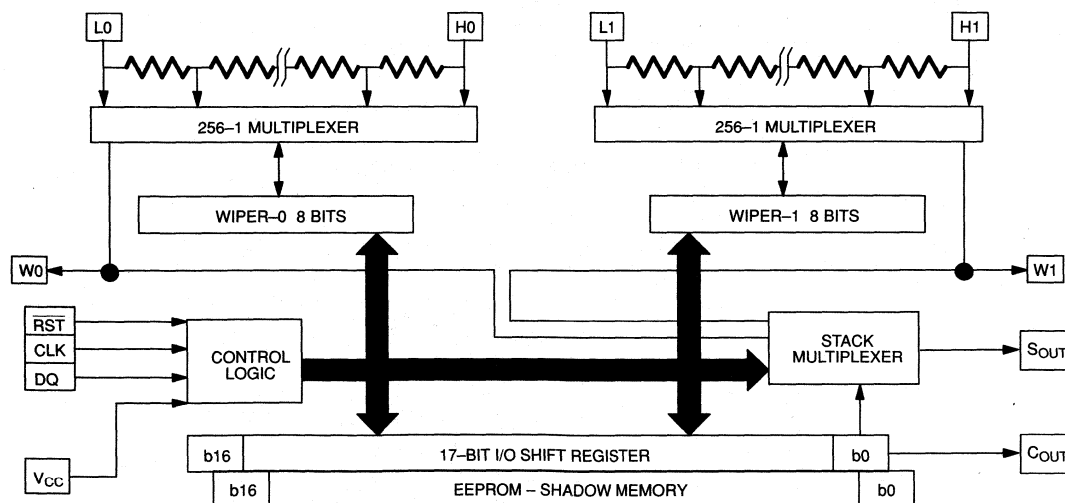 L0
H0
L1
H1
256–1 MULTIPLEXER
256–1 MULTIPLEXER
WIPER–0 8 BITS
WIPER–1 8 BITS
W0
W1
RST
CLK
DQ
CONTROL
LOGIC
STACK
MULTIPLEXER
SOUT
b16
17–BIT I/O SHIFT REGISTER
b0
COUT
VCC
b16
EEPROM – SHADOW MEMORY
b0